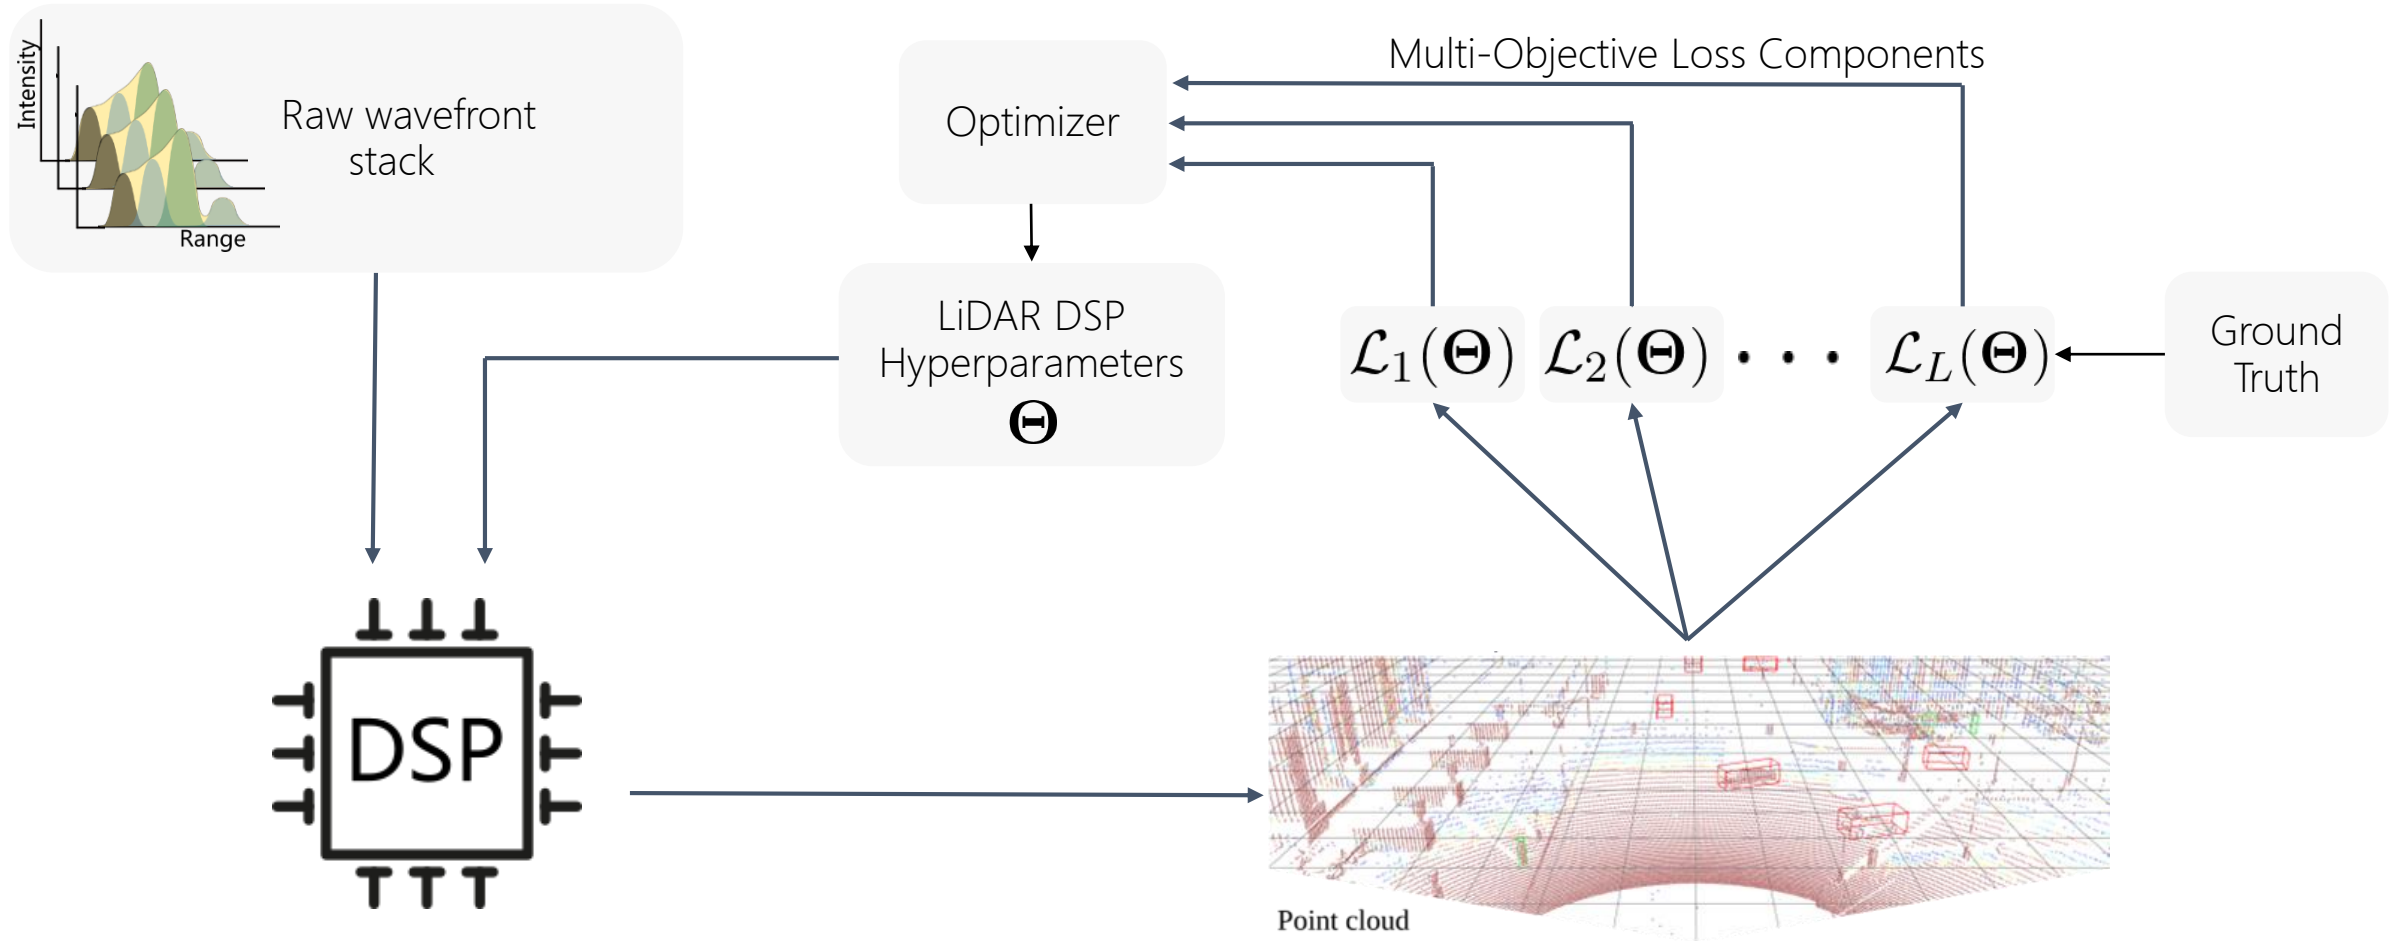 Intensity
Raw wavefront
stack
Range
Optimizer
Multi-Objective Loss Components
LiDAR DSP
Hyperparameters
Θ
ℒ₁(Θ) ℒ₂(Θ) · · · ℒ_L(Θ)
Ground
Truth
DSP
Point cloud